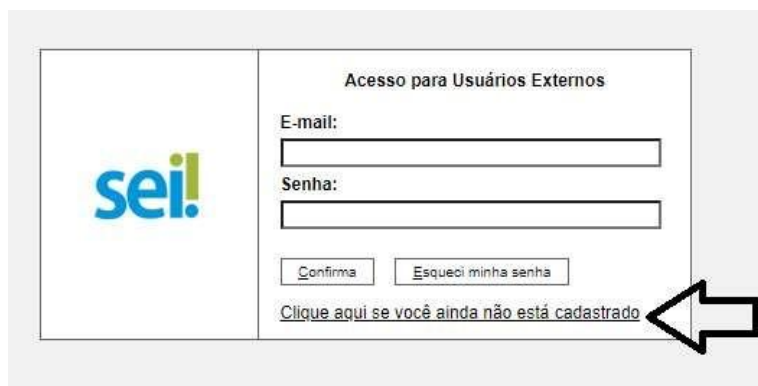 sei!
Acesso para Usuários Externos
E-mail:
Senha:
Confirma
Esqueci minha senha
Clique aqui se você ainda não está cadastrado